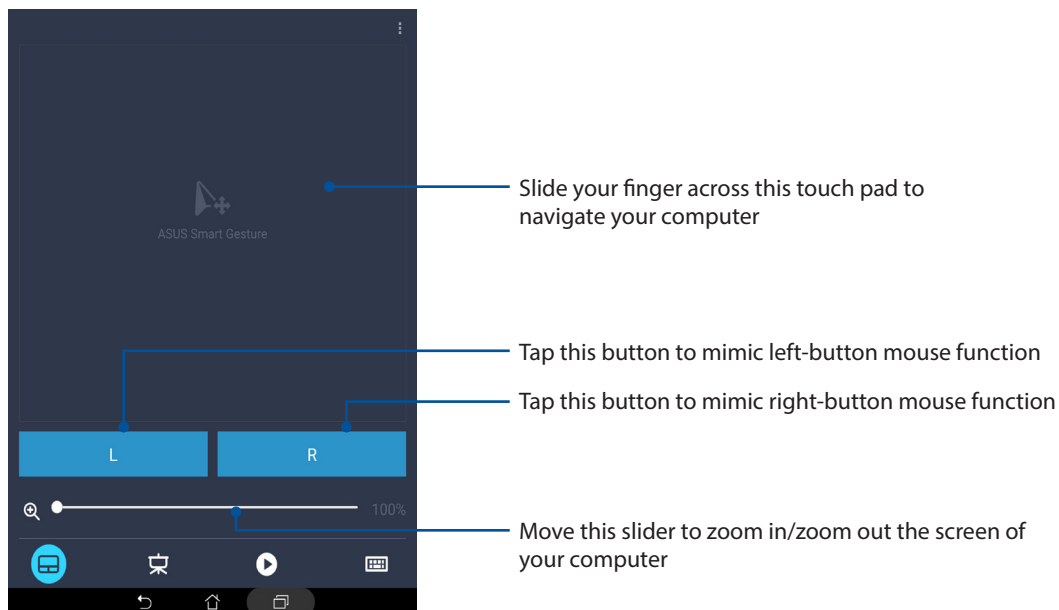 ASUS Smart Gesture
Slide your finger across this touch pad to
navigate your computer
Tap this button to mimic left-button mouse function
Tap this button to mimic right-button mouse function
L
R
100%
Move this slider to zoom in/zoom out the screen of
your computer